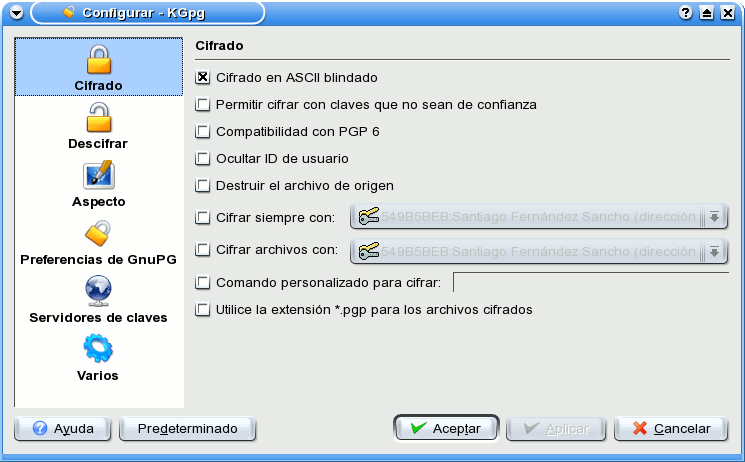 Configurar - KGpg
Cifrado
Descifrar
Aspecto
Preferencias de GnuPG
Servidores de claves
Varios
Cifrado
Cifrado en ASCII blindado
Permitir cifrar con claves que no sean de confianza
Compatibilidad con PGP 6
Ocultar ID de usuario
Destruir el archivo de origen
Cifrar siempre con: 549B5BEB:Santiago Fernández Sancho (dirección
Cifrar archivos con: 549B5BEB:Santiago Fernández Sancho (dirección
Comando personalizado para cifrar:
Utilice la extensión *.pgp para los archivos cifrados
Ayuda Predeterminado Aceptar Aplicar Cancelar